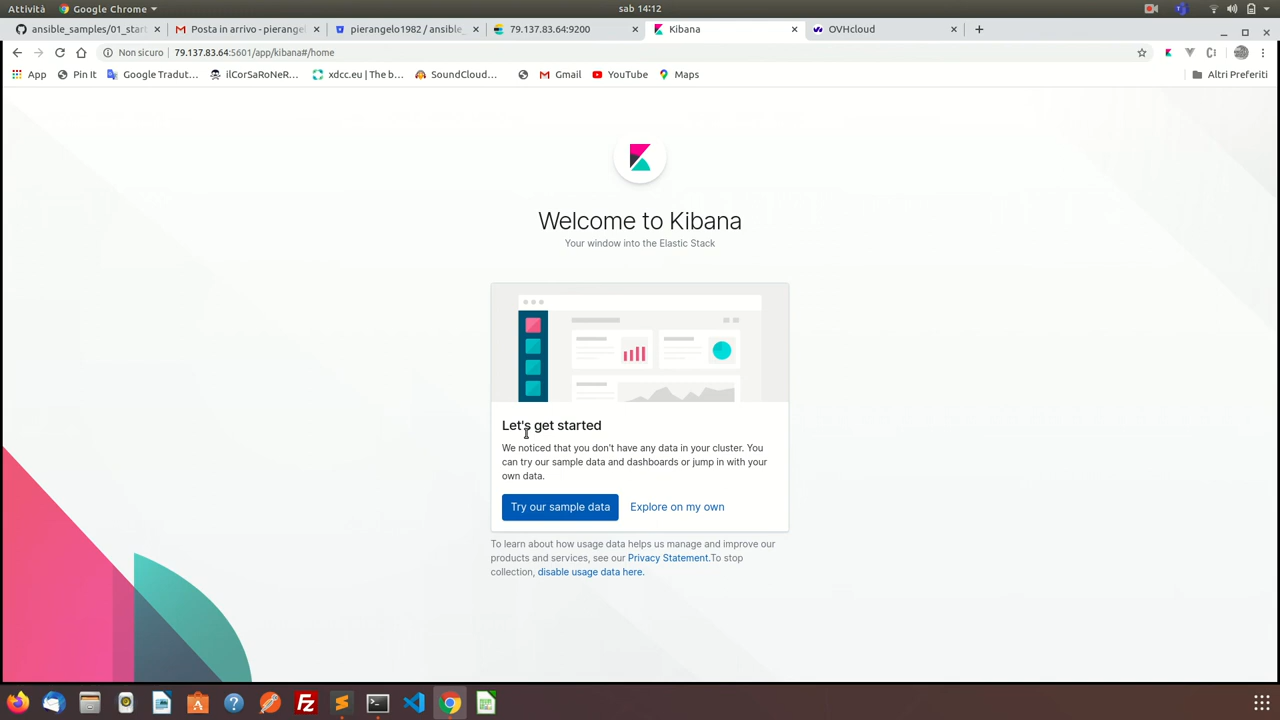 Attività
Google Chrome
sab 14:12
ansible_samples/01_start
Posta in arrivo - pierangel
pierangelo1982 / ansible_
79.137.83.64:9200
Kibana
OVHcloud
Non sicuro
79.137.83.64:5601/app/kibana#/home
App
Pin It
Google Tradut...
ilCorSaRoNeR...
xdcc.eu | The b...
SoundCloud...
Gmail
YouTube
Maps
Altri Preferiti
Welcome to Kibana
Your window into the Elastic Stack
Let's get started
We noticed that you don't have any data in your cluster. You
can try our sample data and dashboards or jump in with your
own data.
Try our sample data
Explore on my own
To learn about how usage data helps us manage and improve our
products and services, see our Privacy Statement.To stop
collection, disable usage data here.